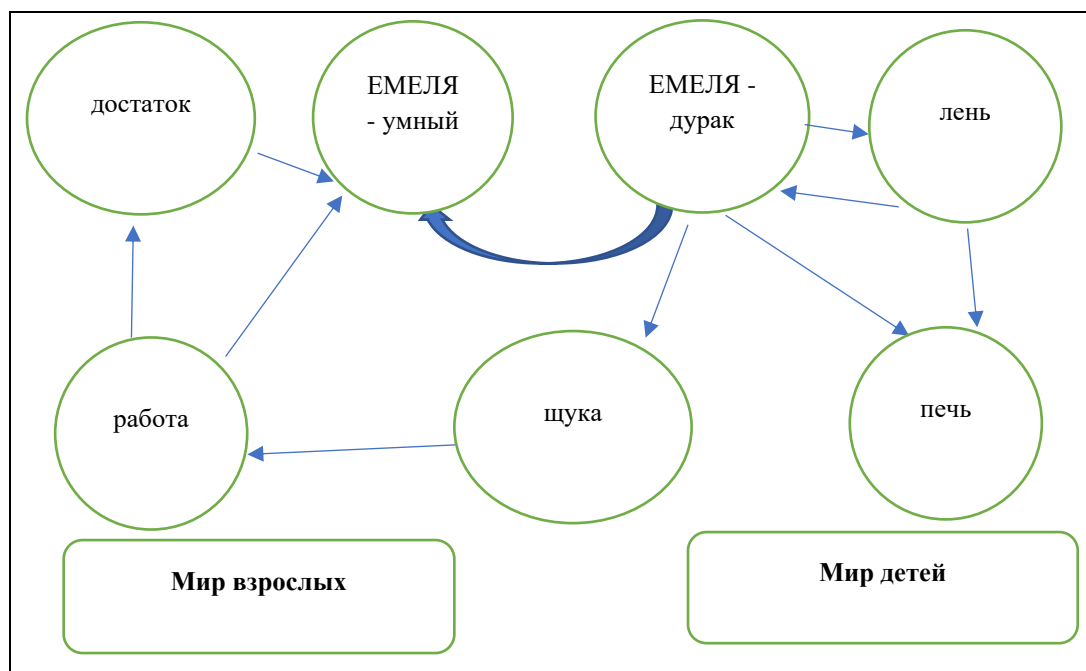 достаток
ЕМЕЛЯ
- умный
ЕМЕЛЯ -
дурак
лень
работа
щука
печь
Мир взрослых
Мир детей